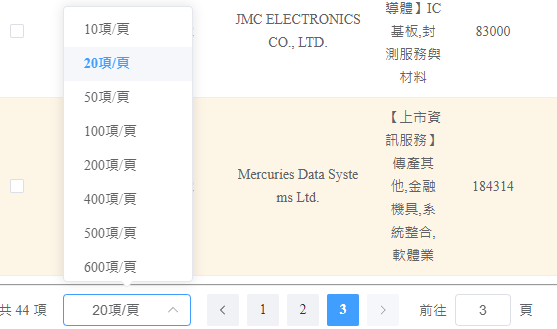 10項/頁
20項/頁
50項/頁
100項/頁
200項/頁
400項/頁
500項/頁
600項/頁
JMC ELECTRONICS
CO., LTD.
導體】IC
基板,封
測服務與
材料
83000
Mercuries Data Syste
ms Ltd.
【上市資
訊服務】
傳產其
他,金融
機具,系
統整合,
軟體業
184314
共 44 項
20項/頁
1
2
3
前往
3
頁